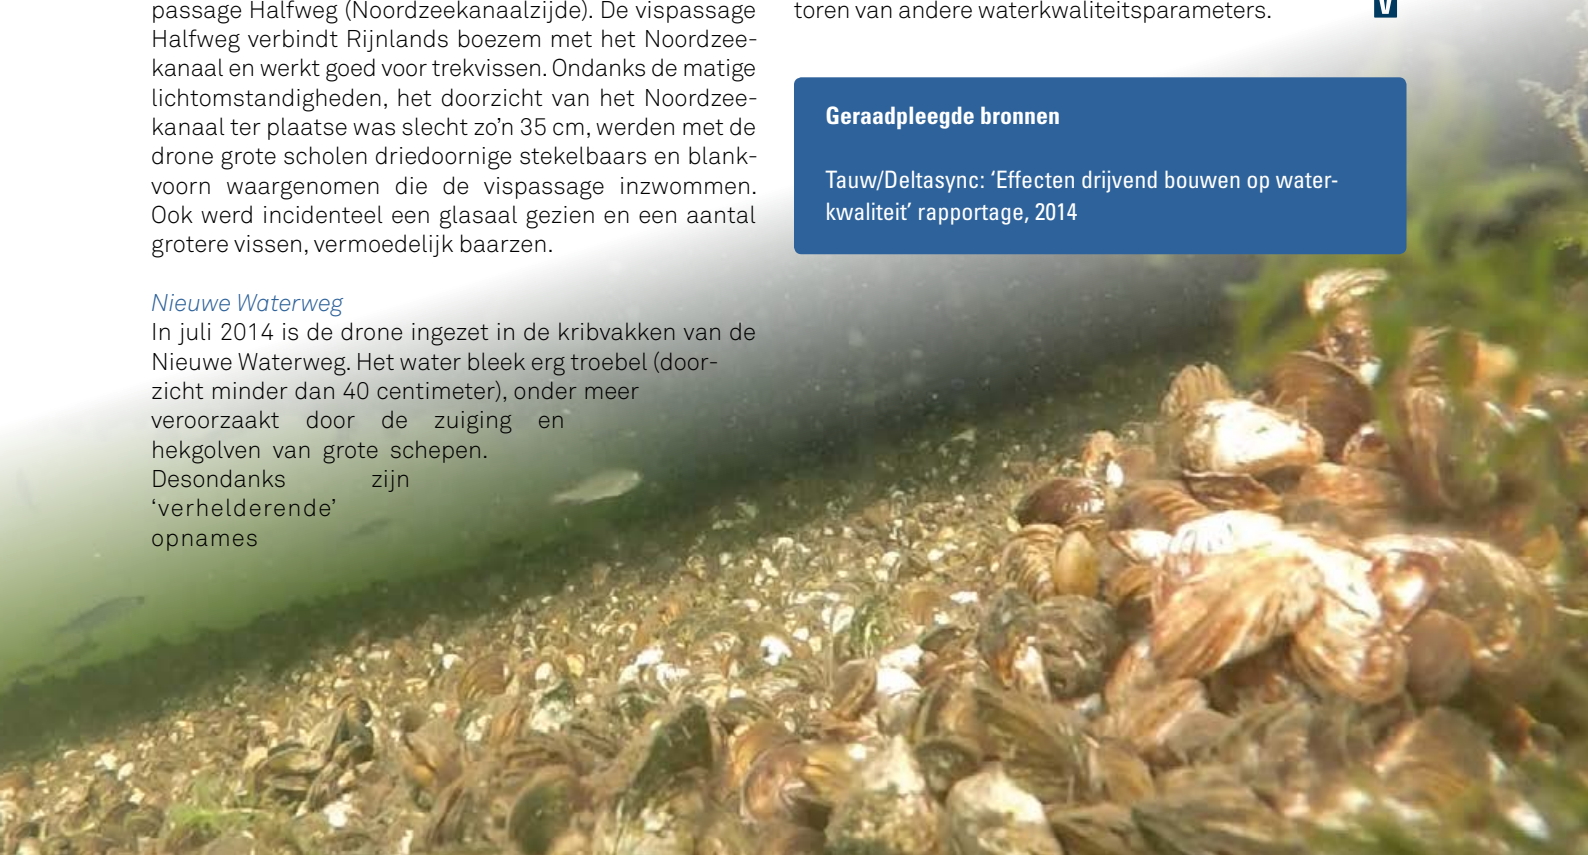 passage Halfweg (Noordzeekanaalzijde). De vispassage
Halfweg verbindt Rijnlands boezem met het Noordzee-
kanaal en werkt goed voor trekvissen. Ondanks de matige
lichtomstandigheden, het doorzicht van het Noordzee-
kanaal ter plaatse was slecht zo’n 35 cm, werden met de
drone grote scholen driedoornige stekelbaars en blank-
voorn waargenomen die de vispassage inzwommen.
Ook werd incidenteel een glasaal gezien en een aantal
grotere vissen, vermoedelijk baarzen.
Nieuwe Waterweg
In juli 2014 is de drone ingezet in de kribvakken van de
Nieuwe Waterweg. Het water bleek erg troebel (door-
zicht minder dan 40 centimeter), onder meer
veroorzaakt door de zuiging en
hekgolven van grote schepen.
Desondanks zijn
‘verhelderende’
opnames
toren van andere waterkwaliteitsparameters.
V
Geraadpleegde bronnen
Tauw/Deltasync: ‘Effecten drijvend bouwen op water-
kwaliteit’ rapportage, 2014